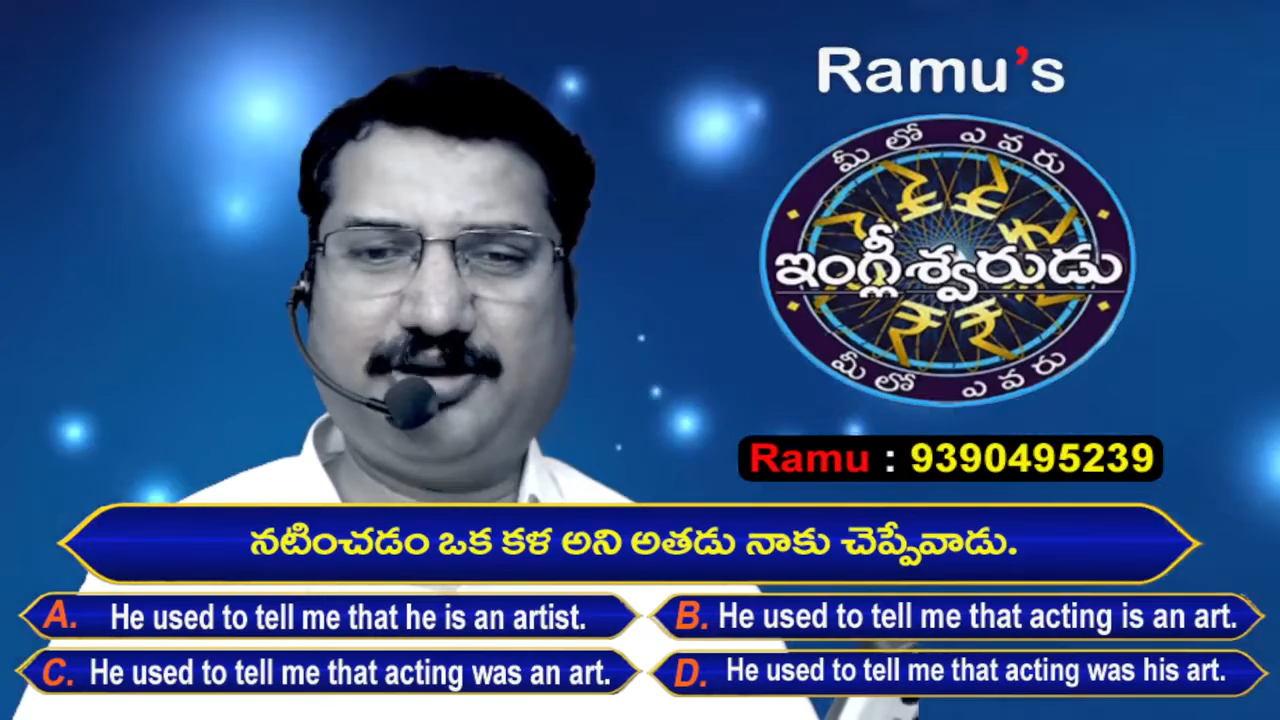 Ramu's
మీలో ఎవరు
ఇంగ్లీశ్వరుడు
మీలో ఎవరు
Ramu : 9390495239
నటించడం ఒక కళ అని అతడు నాకు చెప్పేవాడు.
A. He used to tell me that he is an artist.
B. He used to tell me that acting is an art.
C. He used to tell me that acting was an art.
D. He used to tell me that acting was his art.